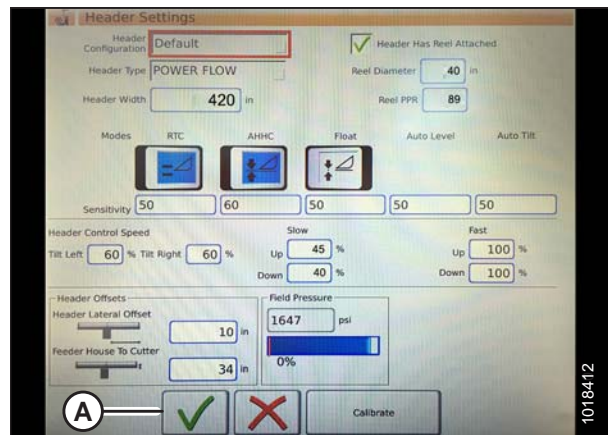 Header Settings
Header Configuration Default
Header Has Reel Attached
Header Type POWER FLOW
Reel Diameter 40 in
Header Width 420 in
Reel PPR 89
Modes RTC AHHC Float Auto Level Auto Tilt
Sensitivity 50 60 50 50 50
Header Control Speed
Slow
Fast
Tilt Left 60 % Tilt Right 60 %
Up 45 %
Up 100 %
Down 40 %
Down 100 %
Header Offsets
Header Lateral Offset
10 in
Feeder House To Cutter
34 in
Field Pressure
1647 psi
0%
A
Calibrate
1018412